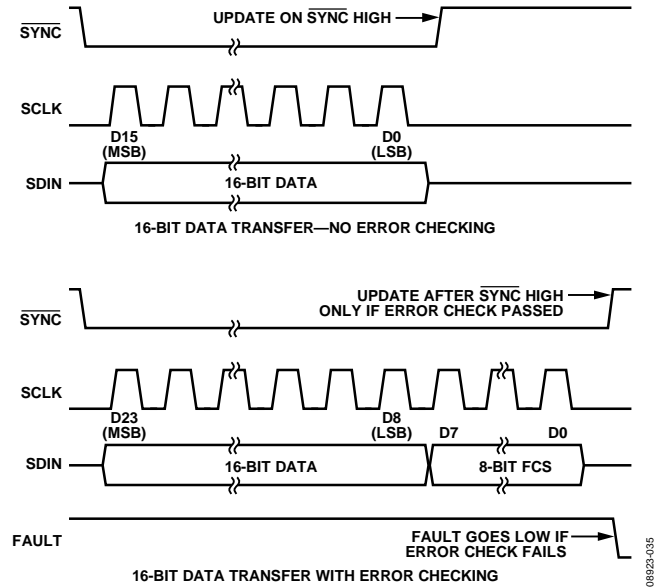 UPDATE ON SYNC HIGH
SYNC
SCLK
D15
(MSB)
D0
(LSB)
SDIN
16-BIT DATA
16-BIT DATA TRANSFER—NO ERROR CHECKING
UPDATE AFTER SYNC HIGH
ONLY IF ERROR CHECK PASSED
SYNC
SCLK
D23
(MSB)
D8
(LSB)
D7
D0
SDIN
16-BIT DATA
8-BIT FCS
FAULT
FAULT GOES LOW IF
ERROR CHECK FAILS
16-BIT DATA TRANSFER WITH ERROR CHECKING
08923-035